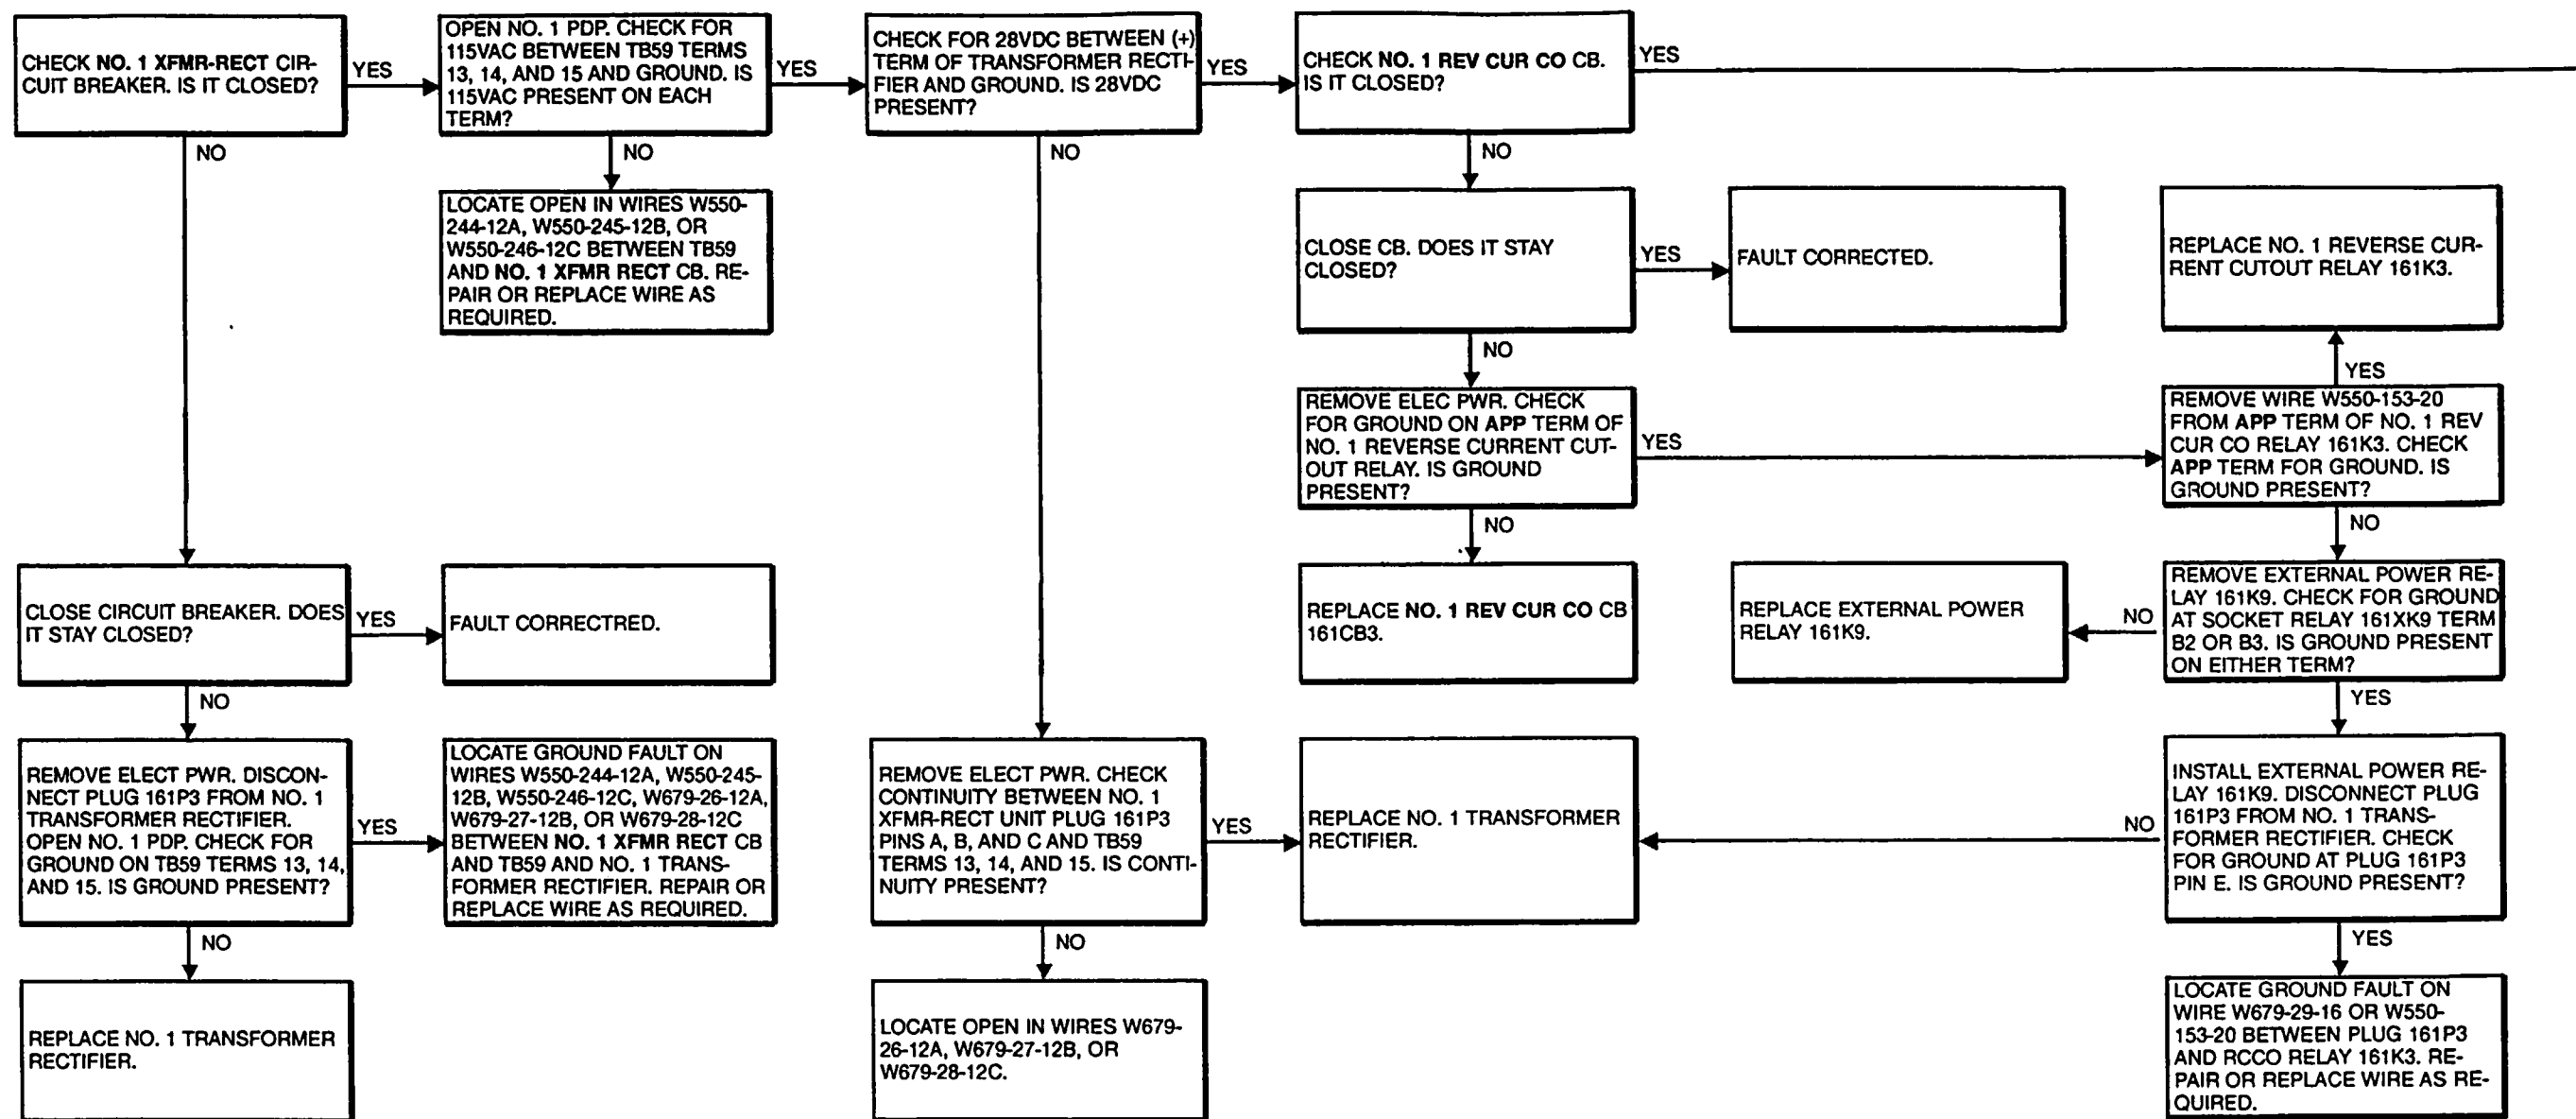 CHECK NO. 1 XFMR-RECT CIR-
CUIT BREAKER. IS IT CLOSED?
YES
NO
OPEN NO. 1 PDP. CHECK FOR
115VAC BETWEEN TB59 TERMS
13, 14, AND 15 AND GROUND. IS
115VAC PRESENT ON EACH
TERM?
YES
NO
CHECK FOR 28VDC BETWEEN (+)
TERM OF TRANSFORMER RECTI-
FIER AND GROUND. IS 28VDC
PRESENT?
YES
NO
CHECK NO. 1 REV CUR CO CB.
IS IT CLOSED?
YES
NO
LOCATE OPEN IN WIRES W550-
244-12A, W550-245-12B, OR
W550-246-12C BETWEEN TB59
AND NO. 1 XFMR RECT CB. RE-
PAIR OR REPLACE WIRE AS
REQUIRED.
CLOSE CB. DOES IT STAY
CLOSED?
YES
NO
FAULT CORRECTED.
REPLACE NO. 1 REVERSE CUR-
RENT CUTOUT RELAY 161K3.
YES
REMOVE ELEC PWR. CHECK
FOR GROUND ON APP TERM OF
NO. 1 REVERSE CURRENT CUT-
OUT RELAY. IS GROUND
PRESENT?
YES
NO
REMOVE WIRE W550-153-20
FROM APP TERM OF NO. 1 REV
CUR CO RELAY 161K3. CHECK
APP TERM FOR GROUND. IS
GROUND PRESENT?
NO
CLOSE CIRCUIT BREAKER. DOES
IT STAY CLOSED?
YES
NO
FAULT CORRECTRED.
REPLACE NO. 1 REV CUR CO CB
161CB3.
REPLACE EXTERNAL POWER
RELAY 161K9.
NO
REMOVE EXTERNAL POWER RE-
LAY 161K9. CHECK FOR GROUND
AT SOCKET RELAY 161XK9 TERM
B2 OR B3. IS GROUND PRESENT
ON EITHER TERM?
YES
REMOVE ELECT PWR. DISCON-
NECT PLUG 161P3 FROM NO. 1
TRANSFORMER RECTIFIER.
OPEN NO. 1 PDP. CHECK FOR
GROUND ON TB59 TERMS 13, 14,
AND 15. IS GROUND PRESENT?
YES
NO
LOCATE GROUND FAULT ON
WIRES W550-244-12A, W550-245-
12B, W550-246-12C, W679-26-12A,
W679-27-12B, OR W679-28-12C
BETWEEN NO. 1 XFMR RECT CB
AND TB59 AND NO. 1 TRANS-
FORMER RECTIFIER. REPAIR OR
REPLACE WIRE AS REQUIRED.
REMOVE ELECT PWR. CHECK
CONTINUITY BETWEEN NO. 1
XFMR-RECT UNIT PLUG 161P3
PINS A, B, AND C AND TB59
TERMS 13, 14, AND 15. IS CONTI-
NUITY PRESENT?
YES
NO
REPLACE NO. 1 TRANSFORMER
RECTIFIER.
NO
INSTALL EXTERNAL POWER RE-
LAY 161K9. DISCONNECT PLUG
161P3 FROM NO. 1 TRANS-
FORMER RECTIFIER. CHECK
FOR GROUND AT PLUG 161P3
PIN E. IS GROUND PRESENT?
YES
REPLACE NO. 1 TRANSFORMER
RECTIFIER.
LOCATE OPEN IN WIRES W679-
26-12A, W679-27-12B, OR
W679-28-12C.
LOCATE GROUND FAULT ON
WIRE W679-29-16 OR W550-
153-20 BETWEEN PLUG 161P3
AND RCCO RELAY 161K3. RE-
PAIR OR REPLACE WIRE AS RE-
QUIRED.